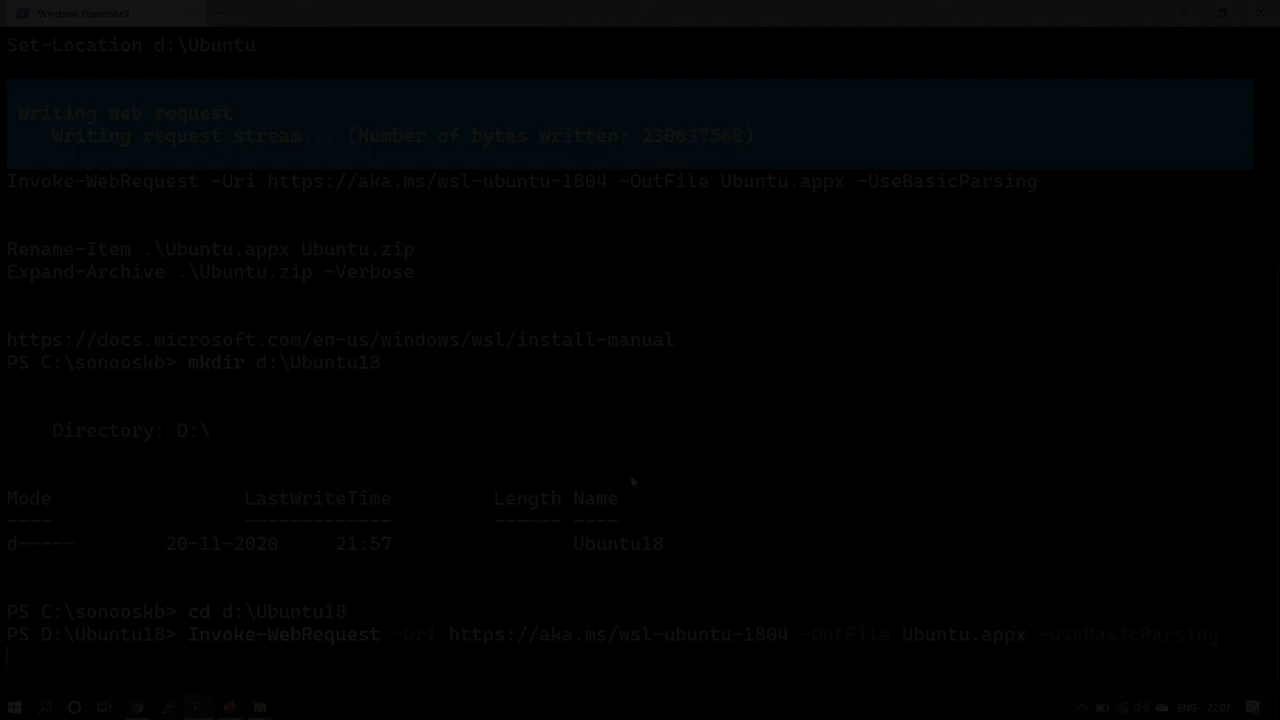 Windows PowerShell
Set-Location d:\Ubuntu
Writing web request
Writing request stream... (Number of bytes written: 230637568)
Invoke-WebRequest -Uri https://aka.ms/wsl-ubuntu-1804 -OutFile Ubuntu.appx -UseBasicParsing
Rename-Item .\Ubuntu.appx Ubuntu.zip
Expand-Archive .\Ubuntu.zip -Verbose
https://docs.microsoft.com/en-us/windows/wsl/install-manual
PS C:\sonooskb> mkdir d:\Ubuntu18
Directory: D:\
Mode LastWriteTime Length Name
---- ------------- ------ ----
d----- 20-11-2020 21:57 Ubuntu18
PS C:\sonooskb> cd d:\Ubuntu18
PS D:\Ubuntu18> Invoke-WebRequest -Uri https://aka.ms/wsl-ubuntu-1804 -OutFile Ubuntu.appx -UseBasicParsing
ENG 22:07